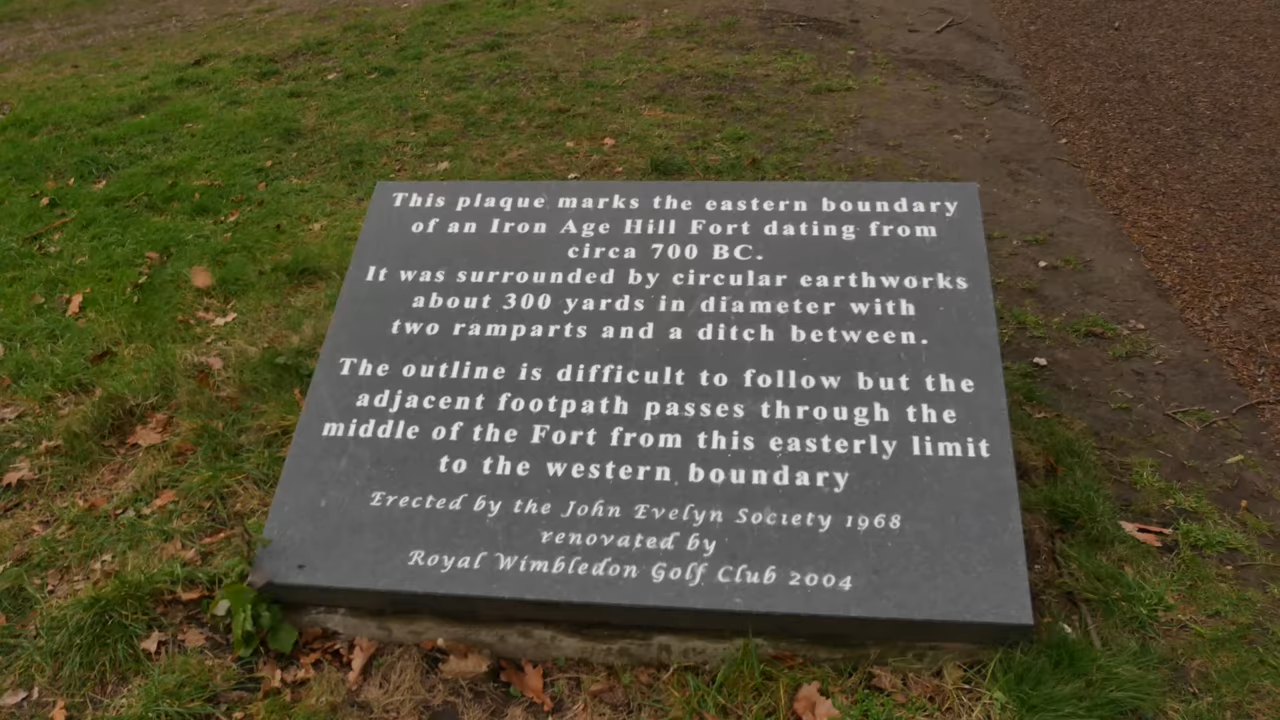 This plaque marks the eastern boundary
of an Iron Age Hill Fort dating from
circa 700 BC.
It was surrounded by circular earthworks
about 300 yards in diameter with
two ramparts and a ditch between.
The outline is difficult to follow but the
adjacent footpath passes through the
middle of the Fort from this easterly limit
to the western boundary
Erected by the John Evelyn Society 1968
renovated by
Royal Wimbledon Golf Club 2004